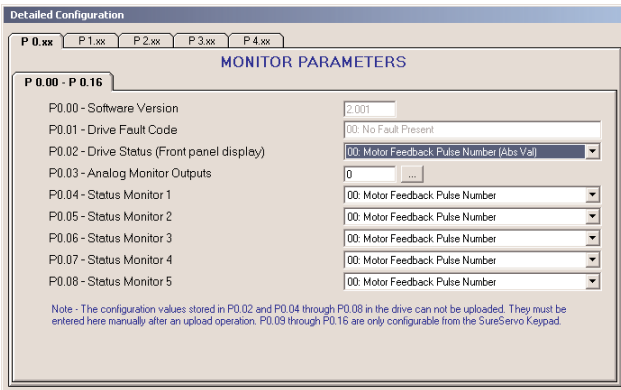 Detailed Configuration
P 0.xx P 1.xx P 2.xx P 3.xx P 4.xx
MONITOR PARAMETERS
P 0.00 - P 0.16
P0.00 - Software Version 2.001
P0.01 - Drive Fault Code 00: No Fault Present
P0.02 - Drive Status (Front panel display) 00: Motor Feedback Pulse Number (Abs Val)
P0.03 - Analog Monitor Outputs 0 ...
P0.04 - Status Monitor 1 00: Motor Feedback Pulse Number
P0.05 - Status Monitor 2 00: Motor Feedback Pulse Number
P0.06 - Status Monitor 3 00: Motor Feedback Pulse Number
P0.07 - Status Monitor 4 00: Motor Feedback Pulse Number
P0.08 - Status Monitor 5 00: Motor Feedback Pulse Number
Note - The configuration values stored in P0.02 and P0.04 through P0.08 in the drive can not be uploaded. They must be
entered here manually after an upload operation. P0.09 through P0.16 are only configurable from the SureServo Keypad.